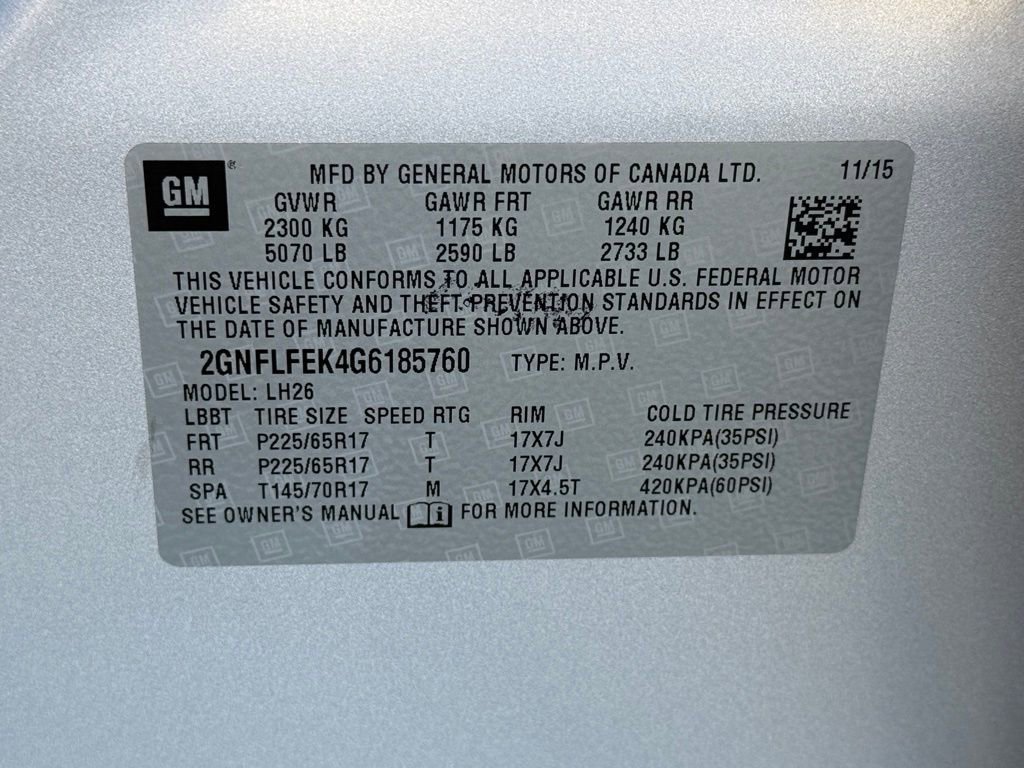 GM® MFD BY GENERAL MOTORS OF CANADA LTD. 11/15
GVWR GAWR FRT GAWR RR
2300 KG 1175 KG 1240 KG
5070 LB 2590 LB 2733 LB
THIS VEHICLE CONFORMS TO ALL APPLICABLE U.S. FEDERAL MOTOR
VEHICLE SAFETY AND THEFT PREVENTION STANDARDS IN EFFECT ON
THE DATE OF MANUFACTURE SHOWN ABOVE.
2GNFLFEK4G6185760 TYPE: M.P.V.
MODEL: LH26
LBBT TIRE SIZE SPEED RTG RIM COLD TIRE PRESSURE
FRT P225/65R17 T 17X7J 240KPA(35PSI)
RR P225/65R17 T 17X7J 240KPA(35PSI)
SPA T145/70R17 M 17X4.5T 420KPA(60PSI)
SEE OWNER'S MANUAL i FOR MORE INFORMATION.